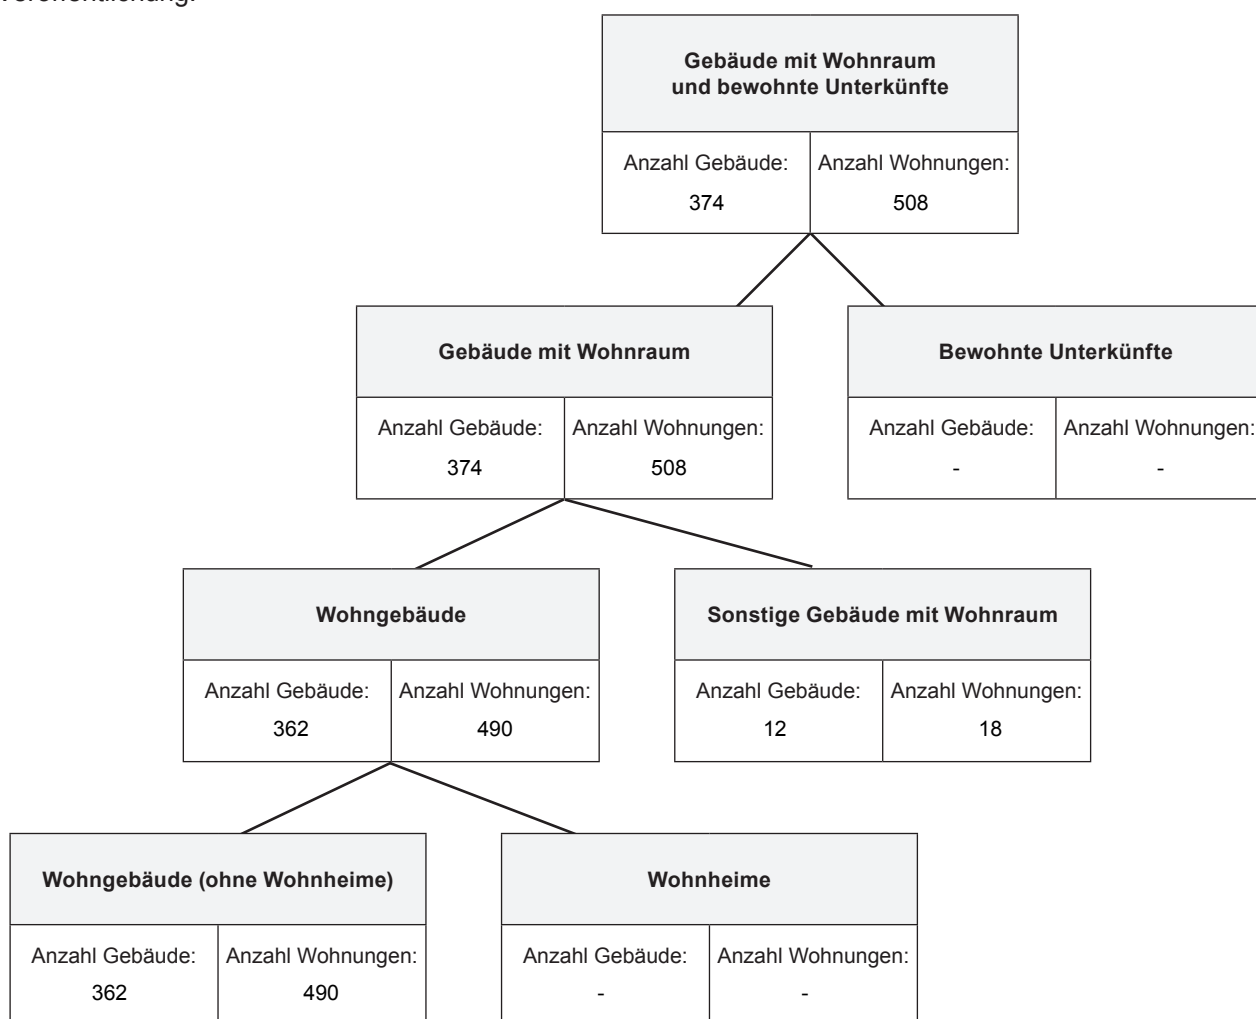 Veröffentlichung.
Gebäude mit Wohnraum
und bewohnte Unterkünfte
Anzahl Gebäude: Anzahl Wohnungen:
374 508
Gebäude mit Wohnraum Bewohnte Unterkünfte
Anzahl Gebäude: Anzahl Wohnungen: Anzahl Gebäude: Anzahl Wohnungen:
374 508 - -
Wohngebäude Sonstige Gebäude mit Wohnraum
Anzahl Gebäude: Anzahl Wohnungen: Anzahl Gebäude: Anzahl Wohnungen:
362 490 12 18
Wohngebäude (ohne Wohnheime) Wohnheime
Anzahl Gebäude: Anzahl Wohnungen: Anzahl Gebäude: Anzahl Wohnungen:
362 490 - -